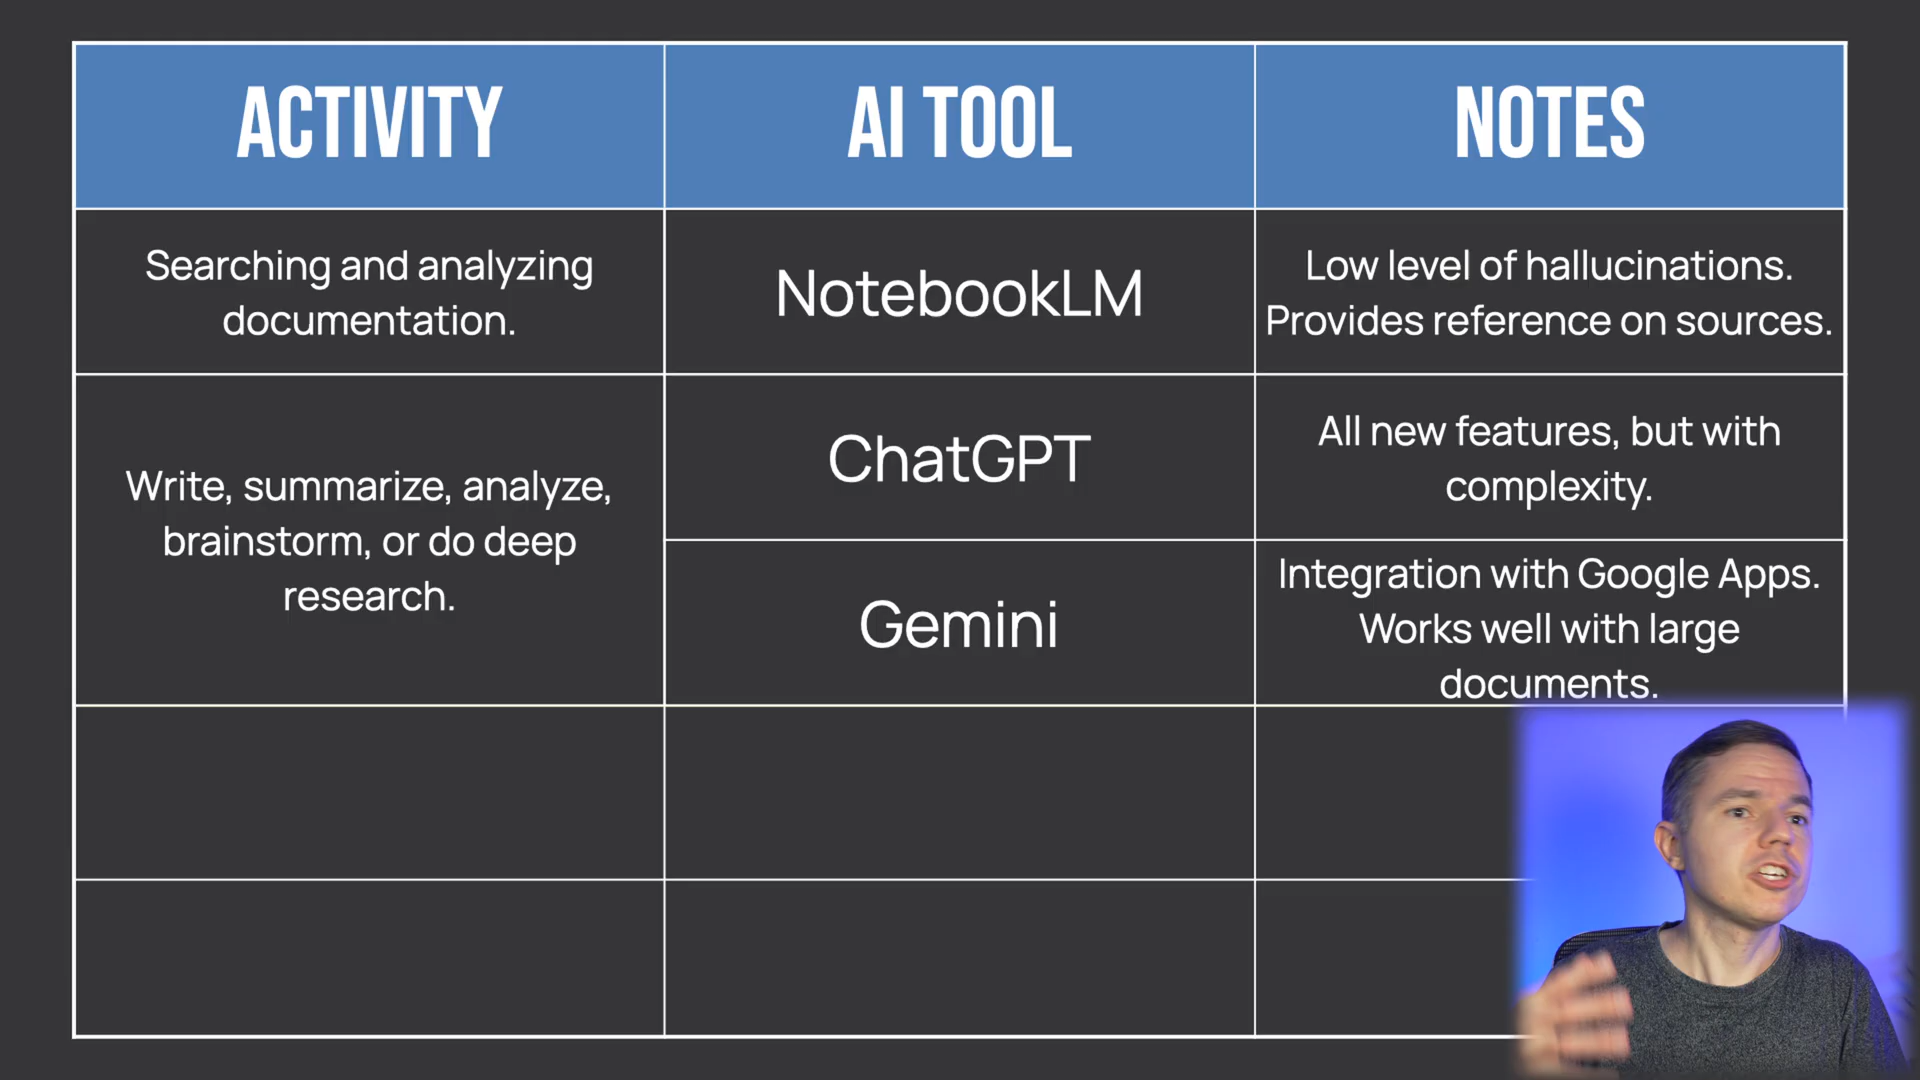 ACTIVITY
AI TOOL
NOTES
Searching and analyzing
documentation.
NotebookLM
Low level of hallucinations.
Provides reference on sources.
Write, summarize, analyze,
brainstorm, or do deep
research.
ChatGPT
All new features, but with
complexity.
Gemini
Integration with Google Apps.
Works well with large
documents.